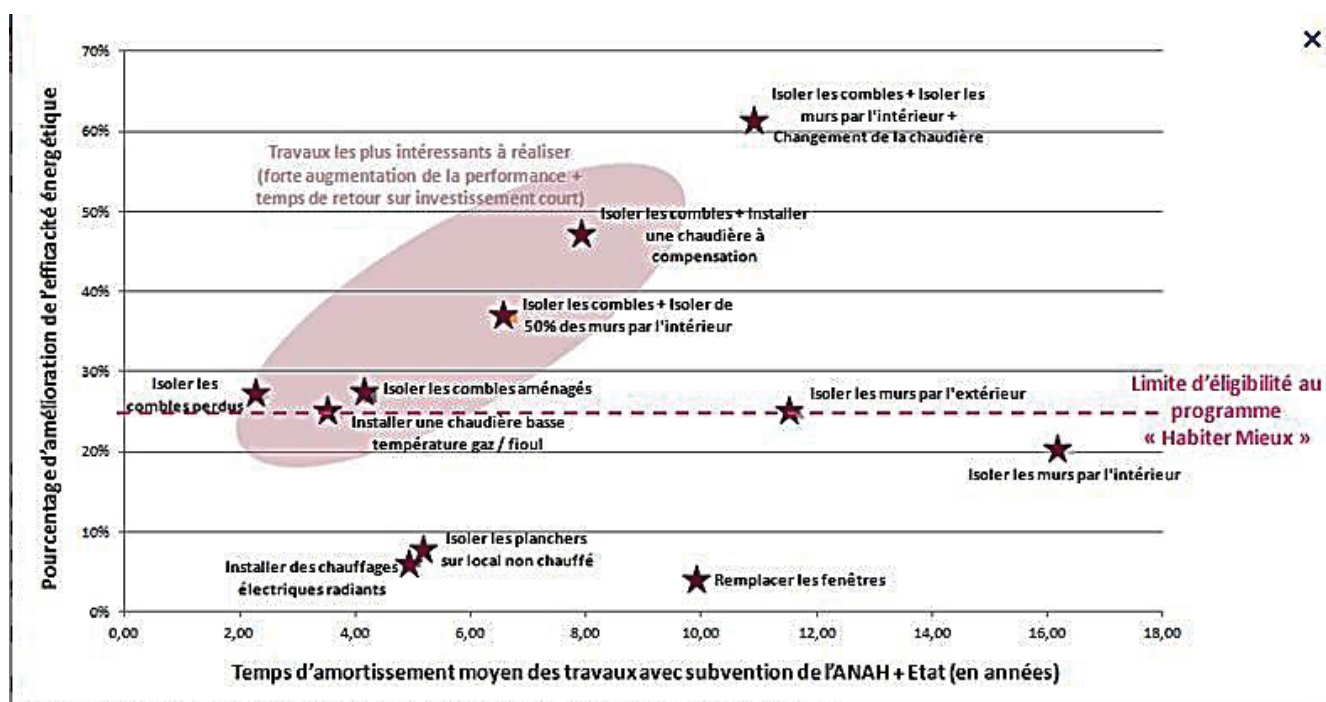 ×
Pourcentage d'amélioration de l'efficacité énergétique
70%
60%
50%
40%
30%
20%
10%
0%
Isoler les combles + Isoler les
murs par l'intérieur +
Changement de la chaudière
Travaux les plus intéressants à réaliser
(forte augmentation de la performance +
temps de retour sur investissement court)
Isoler les combles + Installer
une chaudière à
compensation
Isoler les combles + Isoler de
50% des murs par l'intérieur
Isoler les
combles perdus
Isoler les combles aménagés
Installer une chaudière basse
température gaz / fioul
Isoler les murs par l'extérieur
Limite d'éligibilité au
programme
« Habiter Mieux »
Isoler les murs par l'intérieur
Isoler les planchers
sur local non chauffé
Installer des chauffages
électriques radiants
Remplacer les fenêtres
0,00 2,00 4,00 6,00 8,00 10,00 12,00 14,00 16,00 18,00
Temps d'amortissement moyen des travaux avec subvention de l'ANAH + Etat (en années)